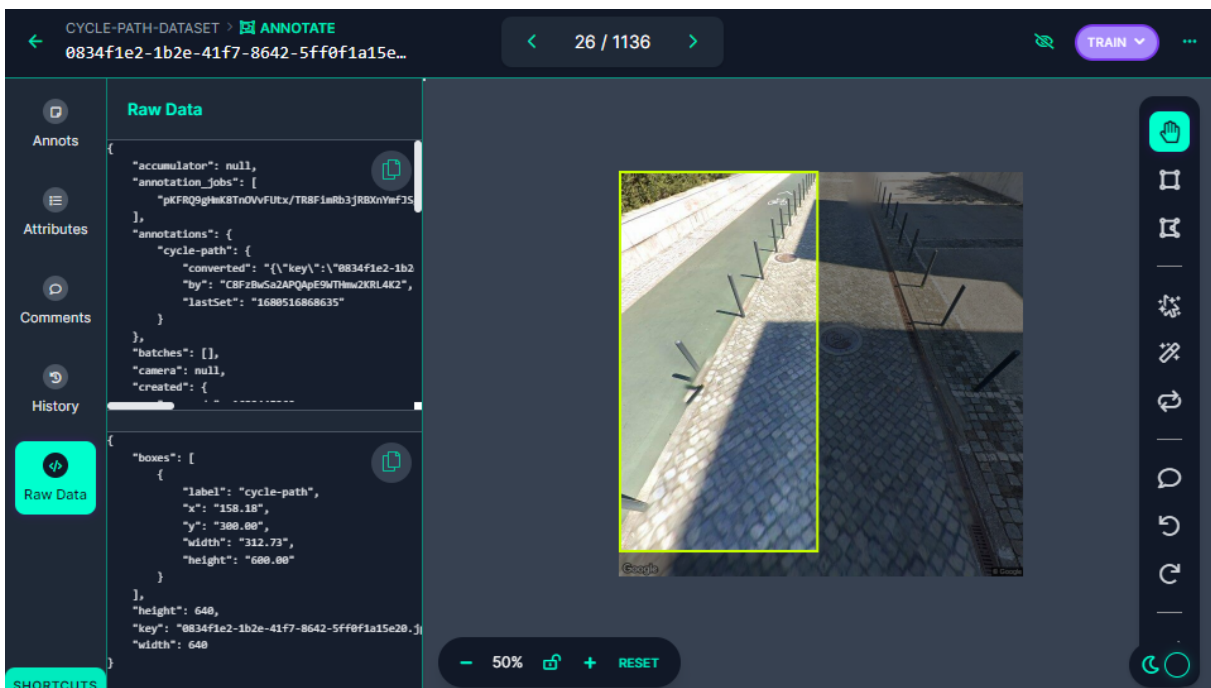 CYCLE-PATH-DATASET > ANNOTATE
0834f1e2-1b2e-41f7-8642-5ff0f1a15e…
26 / 1136
TRAIN
Annots
Attributes
Comments
History
Raw Data
SHORTCUTS
Raw Data
{
"accumulator": null,
"annotation_jobs": [
],
"annotations": {
"cycle-path": {
"converted": "{\"key\":\"0834f1e2-1b2
"by": "C8FzBwSa2APQApE9WTHmw2KRL4K2",
"lastSet": "1680516868635"
}
},
"batches": [],
"camera": null,
"created": {
{
"boxes": [
{
"label": "cycle-path",
"x": "158.18",
"y": "300.00",
"width": "312.73",
"height": "600.00"
}
],
"height": 640,
"key": "0834f1e2-1b2e-41f7-8642-5ff0f1a15e20.j
"width": 640
}
Google
© Google
− 50% + RESET